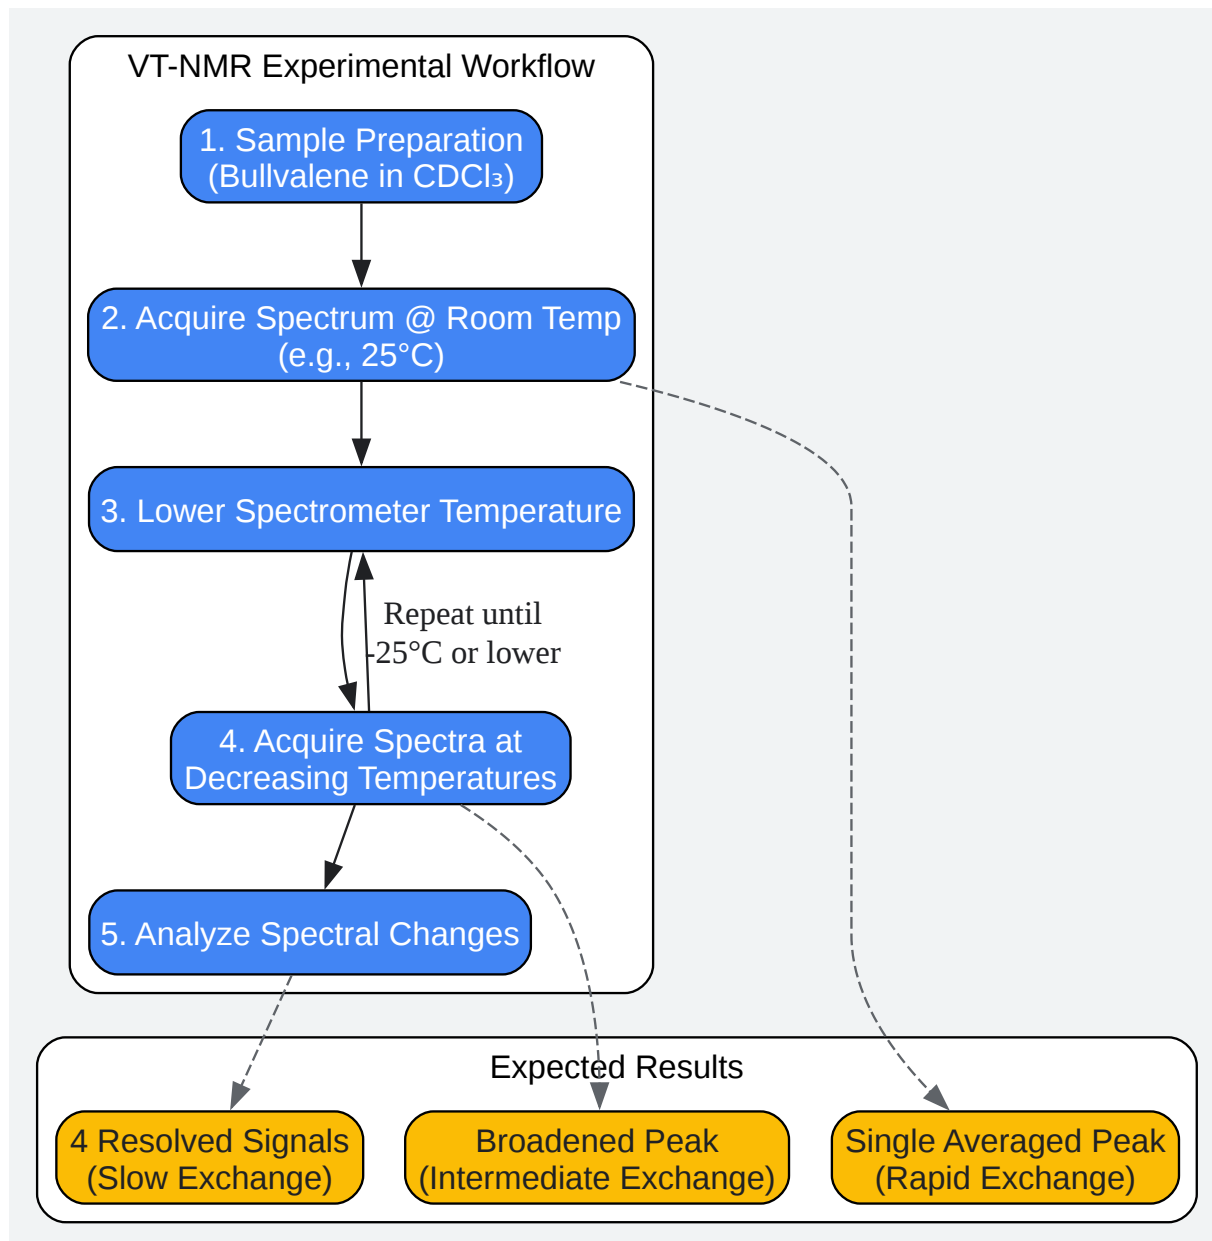 VT-NMR Experimental Workflow
1. Sample Preparation
(Bullvalene in CDCl₃)
2. Acquire Spectrum @ Room Temp
(e.g., 25°C)
3. Lower Spectrometer Temperature
Repeat until
-25°C or lower
4. Acquire Spectra at
Decreasing Temperatures
5. Analyze Spectral Changes
Expected Results
4 Resolved Signals
(Slow Exchange)
Broadened Peak
(Intermediate Exchange)
Single Averaged Peak
(Rapid Exchange)